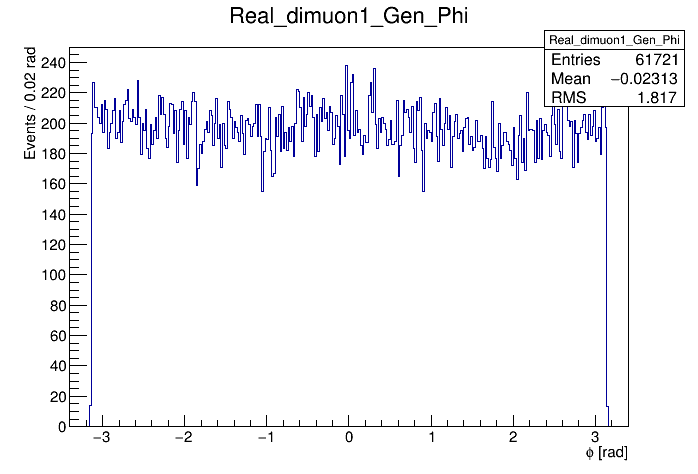 Real_dimuon1_Gen_Phi
Real_dimuon1_Gen_Phi
Entries 61721
Mean −0.02313
RMS 1.817
Events / 0.02 rad
240
220
200
180
160
140
120
100
80
60
40
20
0
−3 −2 −1 0 1 2 3
ϕ [rad]